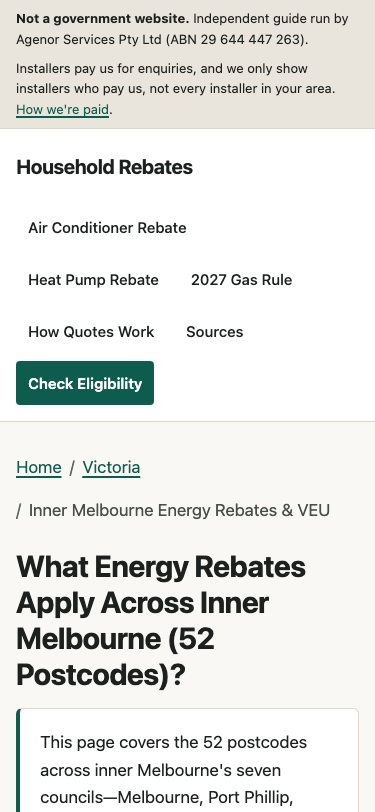 Not a government website. Independent guide run by
Agenor Services Pty Ltd (ABN 29 644 447 263).
Installers pay us for enquiries, and we only show
installers who pay us, not every installer in your area.
How we're paid.
Household Rebates
Air Conditioner Rebate
Heat Pump Rebate 2027 Gas Rule
How Quotes Work Sources
Check Eligibility
Home / Victoria
/ Inner Melbourne Energy Rebates & VEU
What Energy Rebates
Apply Across Inner
Melbourne (52
Postcodes)?
This page covers the 52 postcodes
across inner Melbourne's seven
councils—Melbourne, Port Phillip,